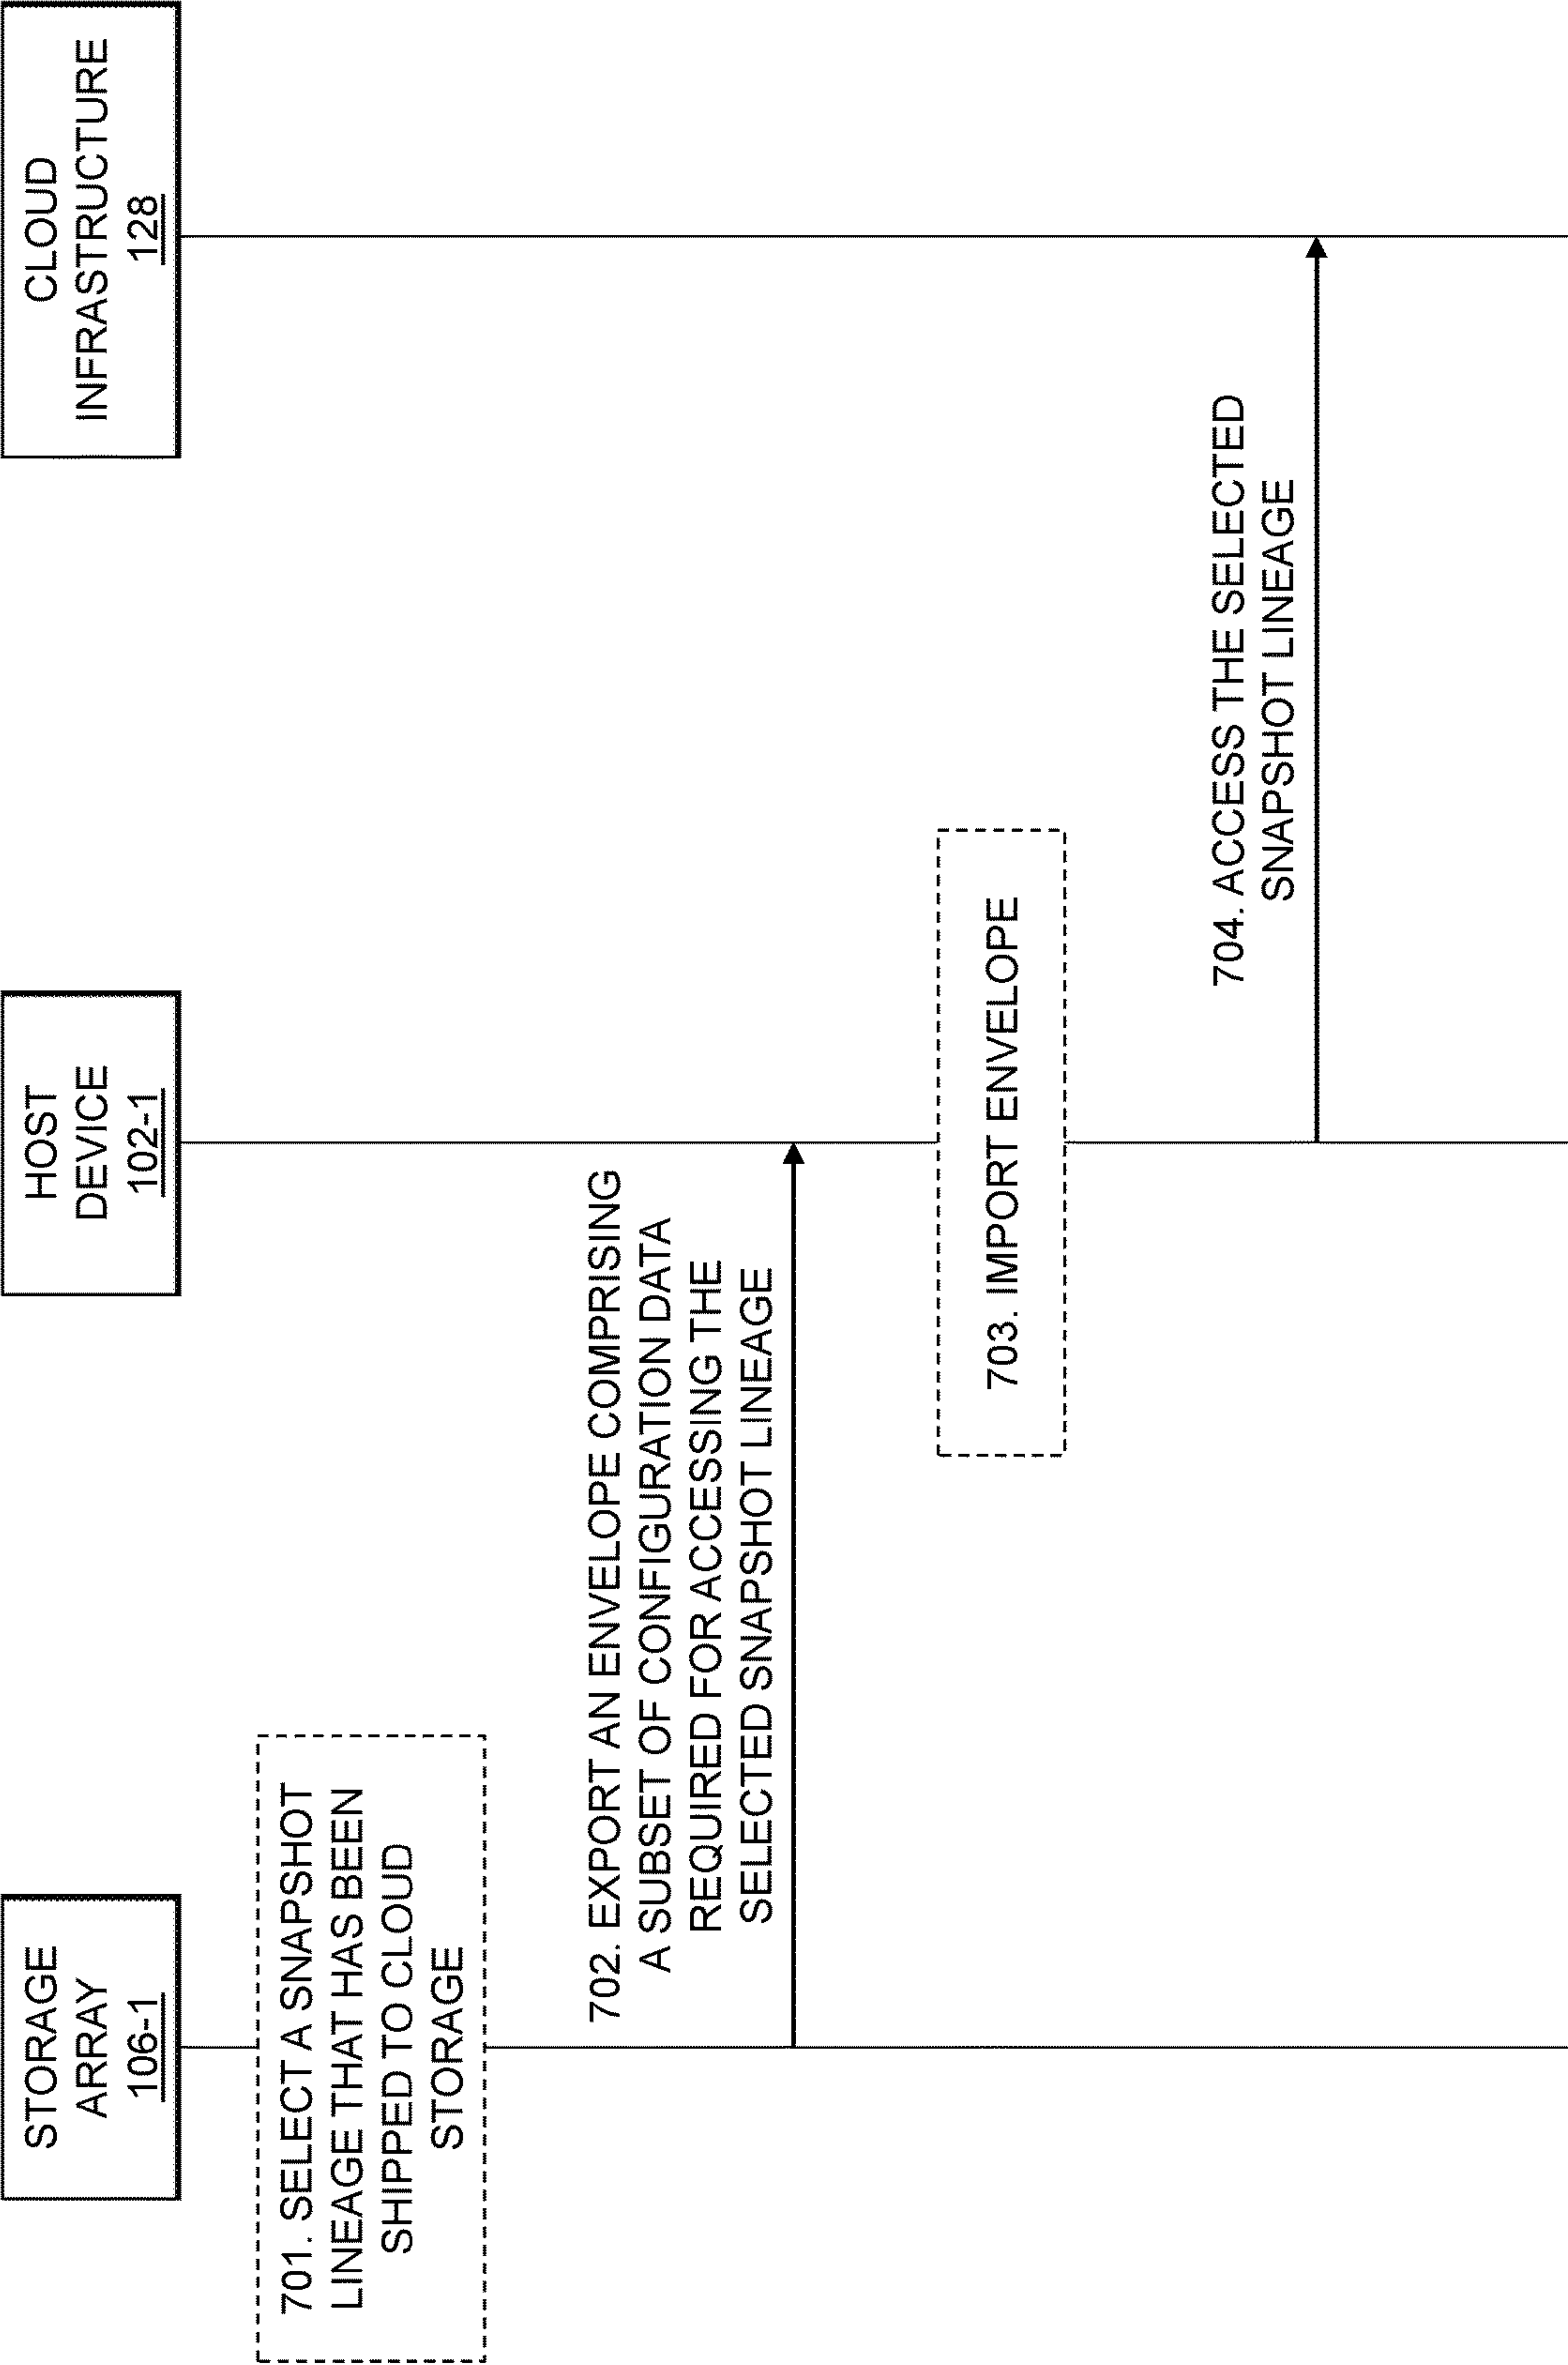 STORAGE
ARRAY
106-1
HOST
DEVICE
102-1
CLOUD
INFRASTRUCTURE
128
701. SELECT A SNAPSHOT
LINEAGE THAT HAS BEEN
SHIPPED TO CLOUD
STORAGE
702. EXPORT AN ENVELOPE COMPRISING
A SUBSET OF CONFIGURATION DATA
REQUIRED FOR ACCESSING THE
SELECTED SNAPSHOT LINEAGE
703. IMPORT ENVELOPE
704. ACCESS THE SELECTED
SNAPSHOT LINEAGE